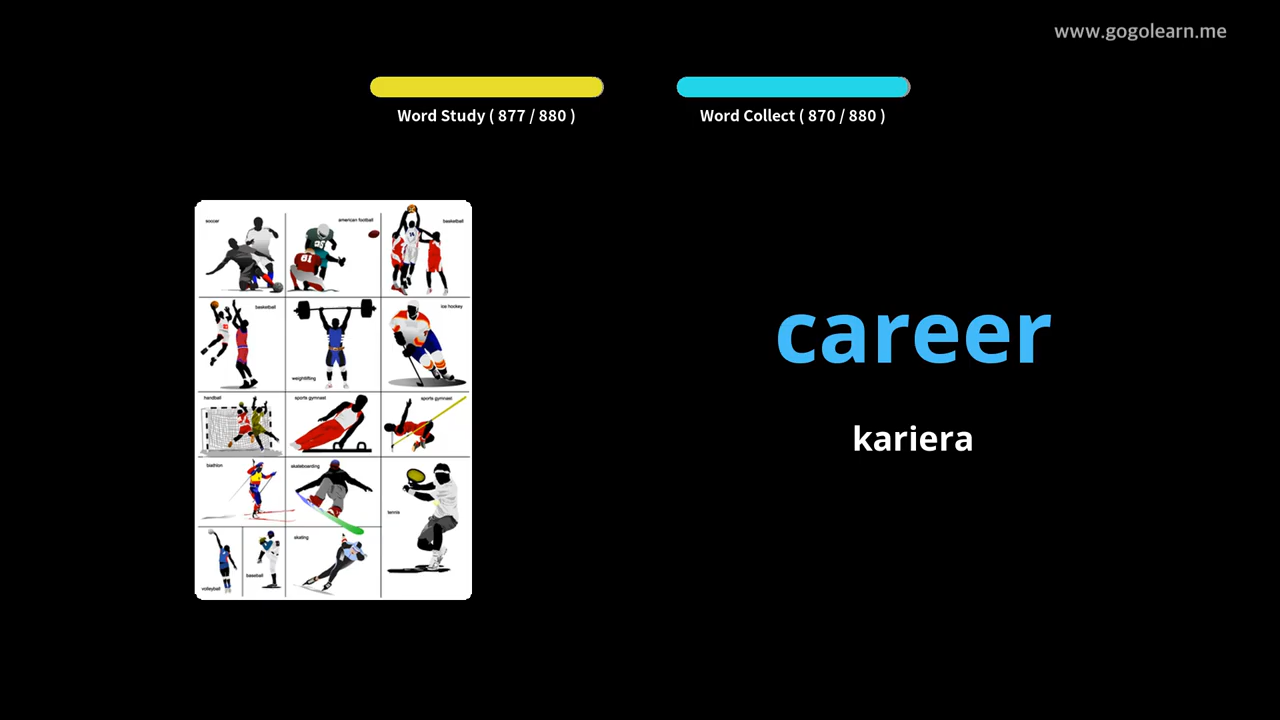 www.gogolearn.me
Word Study ( 877 / 880 )
Word Collect ( 870 / 880 )
soccer
american football
basketball
basketball
weightlifting
ice hockey
handball
sports gymnast
sports gymnast
biathlon
skateboarding
tennis
volleyball
baseball
skating
career
kariera